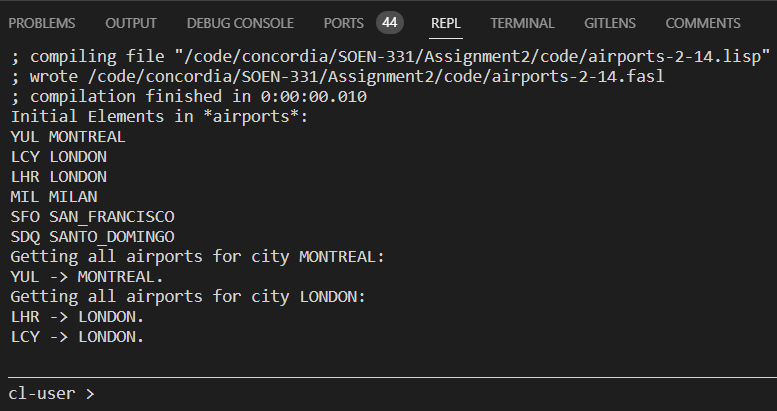 PROBLEMS OUTPUT DEBUG CONSOLE PORTS 44 REPL TERMINAL GITLENS COMMENTS
; compiling file "/code/concordia/SOEN-331/Assignment2/code/airports-2-14.lisp"
; wrote /code/concordia/SOEN-331/Assignment2/code/airports-2-14.fasl
; compilation finished in 0:00:00.010
Initial Elements in *airports*:
YUL MONTREAL
LCY LONDON
LHR LONDON
MIL MILAN
SFO SAN_FRANCISCO
SDQ SANTO_DOMINGO
Getting all airports for city MONTREAL:
YUL -> MONTREAL.
Getting all airports for city LONDON:
LHR -> LONDON.
LCY -> LONDON.
cl-user >